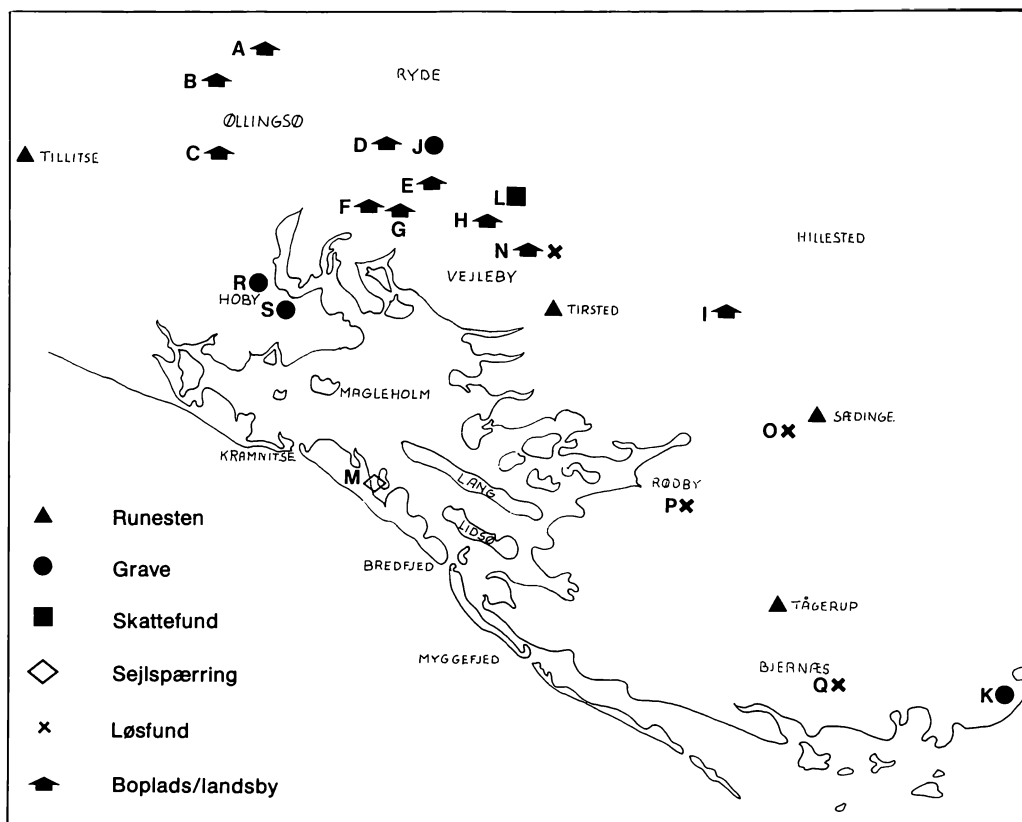 A
RYDE
B
ØLLINGSØ
D
J
C
TILLITSE
E
L
F
G
H
HILLESTED
N
VEJLEBY
R
HOBY
S
TIRSTED
I
MAGLEHOLM
SÆDINGE.
O
KRAMNITSE
M
LANG
RØDBY
P
LIDSØ
BREDFJED
TÅGERUP
MYGGEFJED
BJERNÆS
Q
K
Runesten
Grave
Skattefund
Sejlspærring
Løsfund
Boplads/landsby